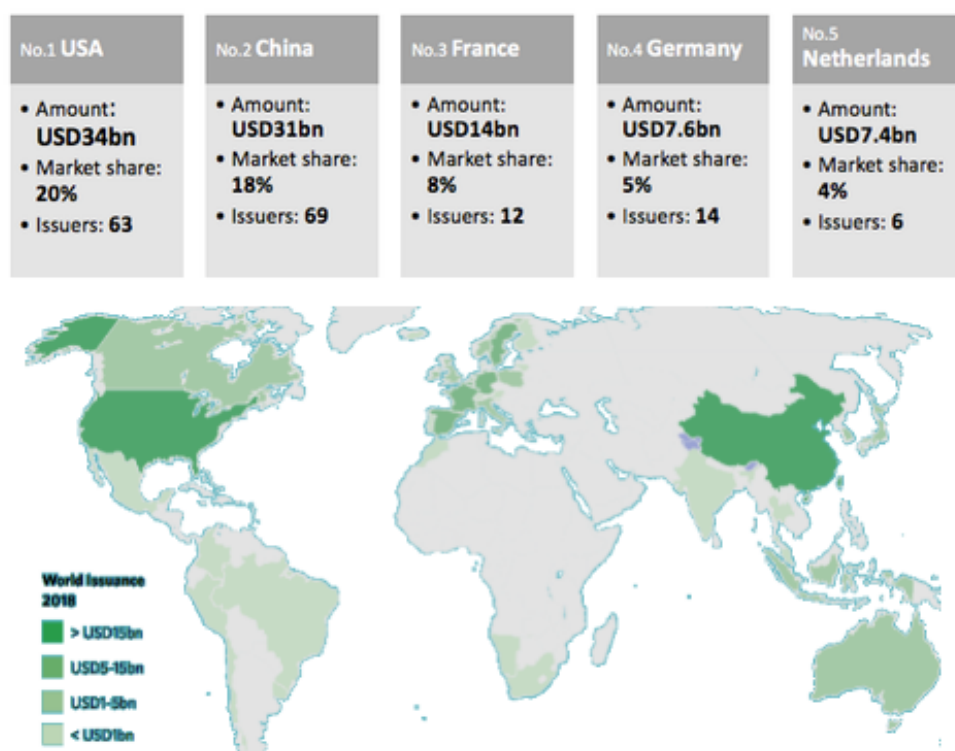 No.1 USA
• Amount:
USD34bn
• Market share:
20%
• Issuers: 63
No.2 China
• Amount:
USD31bn
• Market share:
18%
• Issuers: 69
No.3 France
• Amount:
USD14bn
• Market share:
8%
• Issuers: 12
No.4 Germany
• Amount:
USD7.6bn
• Market share:
5%
• Issuers: 14
No.5
Netherlands
• Amount:
USD7.4bn
• Market share:
4%
• Issuers: 6
World Issuance
2018
> USD15bn
USD5-15bn
USD1-5bn
< USD1bn